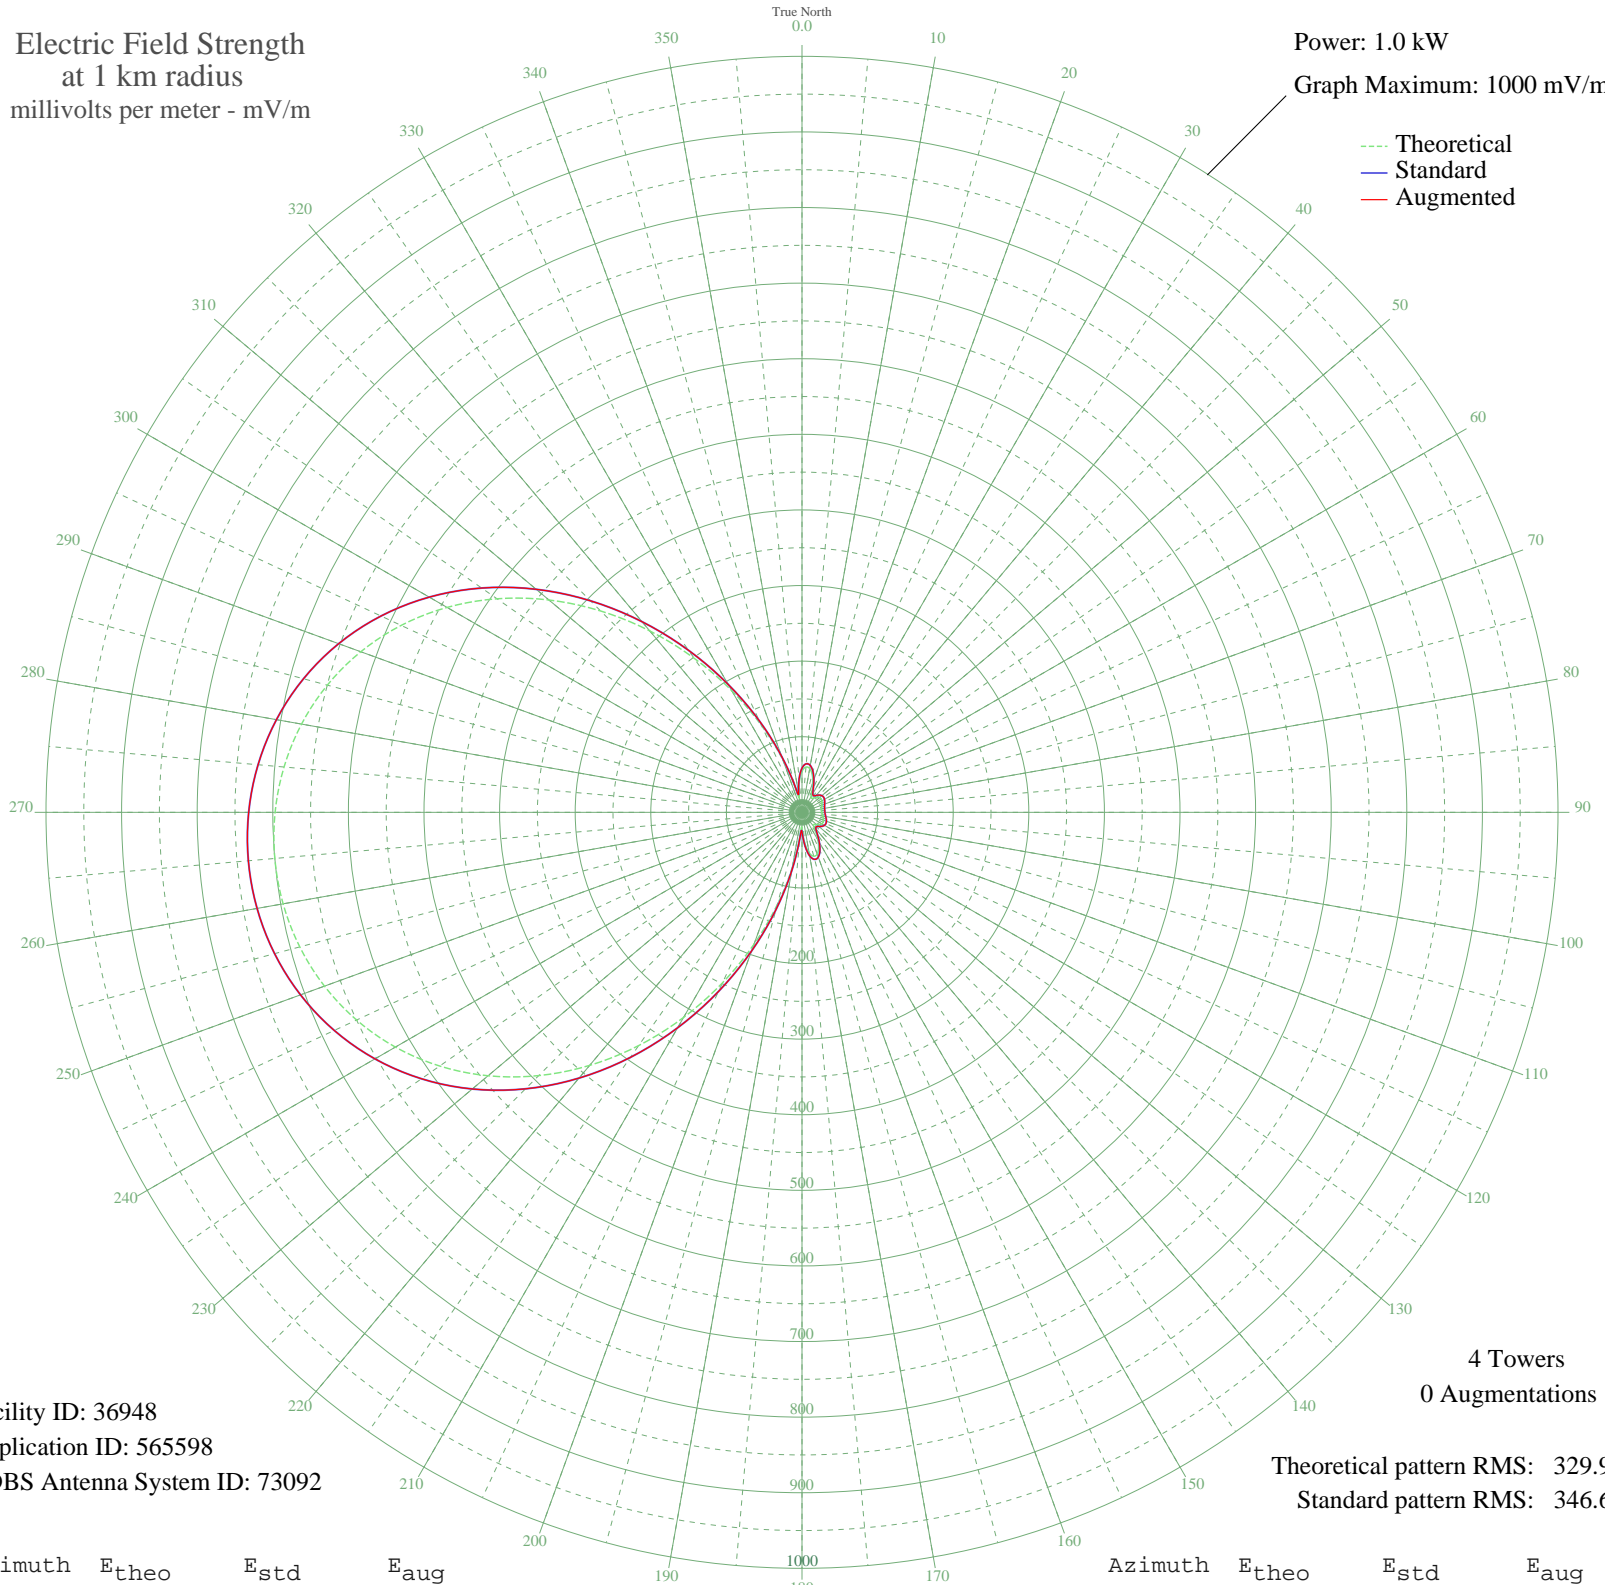 True North
0.0
Electric Field Strength
at 1 km radius
millivolts per meter - mV/m
Power: 1.0 kW
Graph Maximum: 1000 mV/m
Theoretical
Standard
Augmented
350
10
340
20
330
30
320
40
310
50
300
60
290
70
280
80
270
90
260
100
250
110
240
120
230
130
220
140
210
150
200
160
190
170
200
300
400
500
600
700
800
900
1000
4 Towers
0 Augmentations
cility ID: 36948
plication ID: 565598
DBS Antenna System ID: 73092
Theoretical pattern RMS: 329.9
Standard pattern RMS: 346.6
imuth Etheo Estd Eaug
Azimuth Etheo Estd Eaug